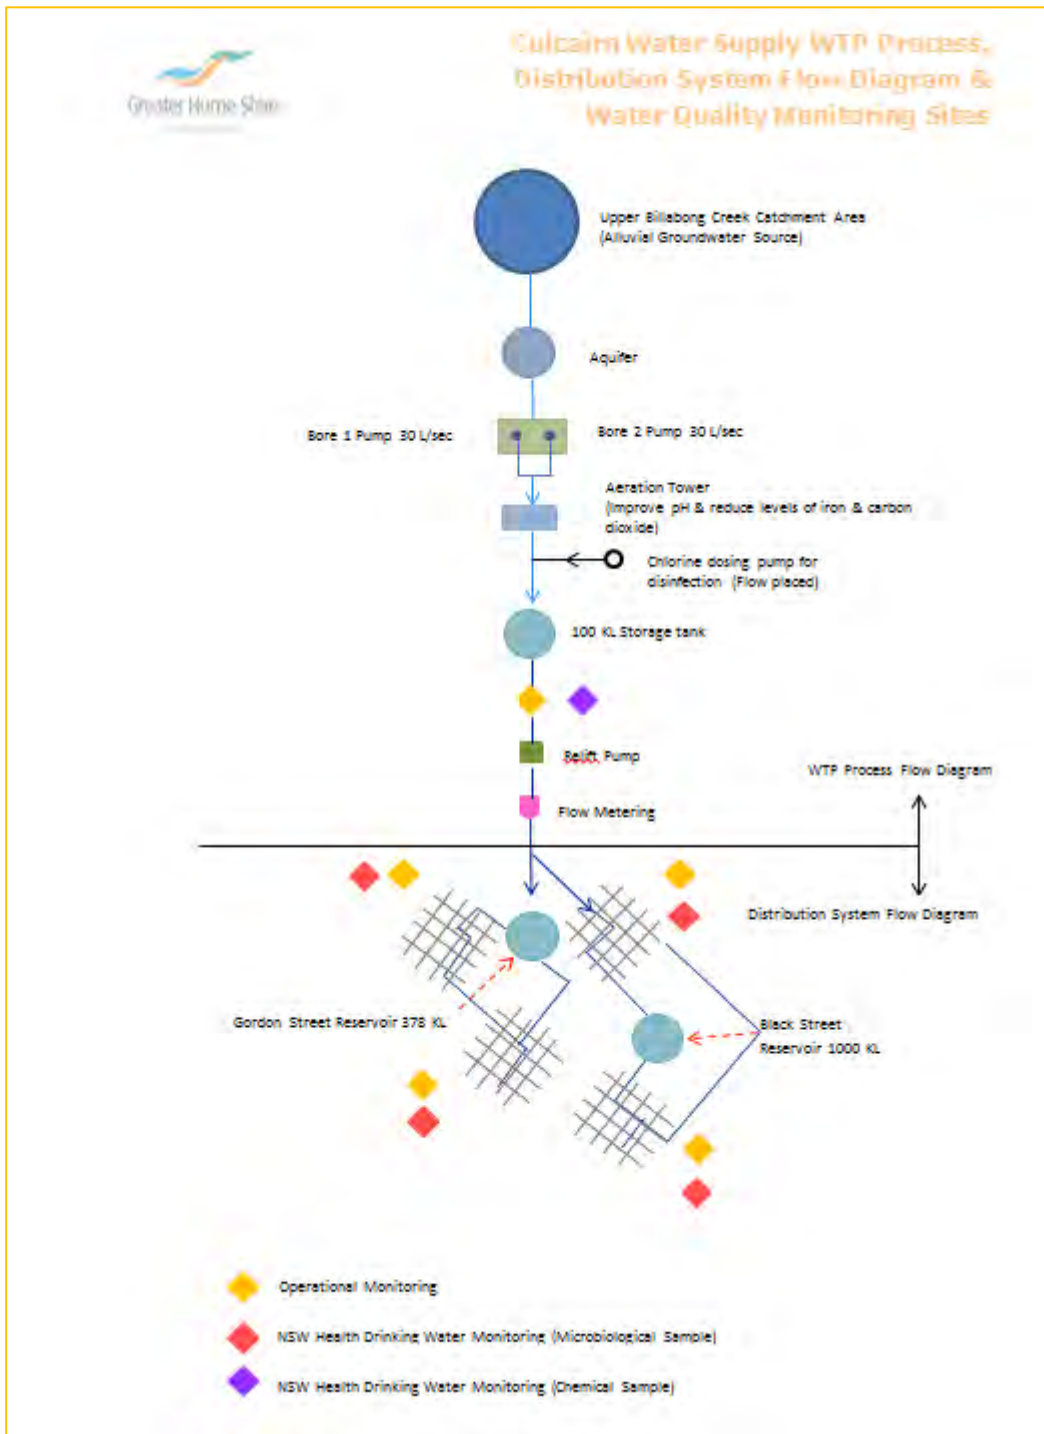 Culcairn Water Supply WTP Process,
Distribution System Flow Diagram &
Water Quality Monitoring Sites
Greater Hume Shire
Upper Billabong Creek Catchment Area
(Alluvial Groundwater Source)
Aquifer
Bore 1 Pump 30 L/sec
Bore 2 Pump 30 L/sec
Aeration Tower
(Improve pH & reduce levels of iron & carbon
dioxide)
Chlorine dosing pump for
disinfection (Flow placed)
100 KL Storage tank
Relift Pump
WTP Process Flow Diagram
Flow Metering
Distribution System Flow Diagram
Gordon Street Reservoir 378 KL
Black Street
Reservoir 1000 KL
Operational Monitoring
NSW Health Drinking Water Monitoring (Microbiological Sample)
NSW Health Drinking Water Monitoring (Chemical Sample)